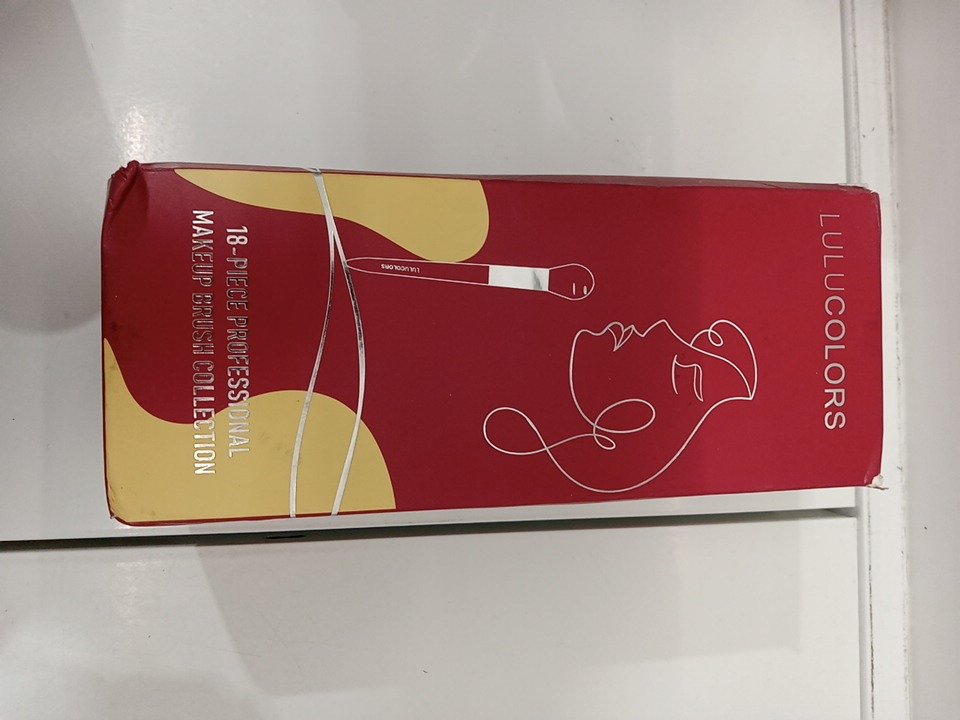 LULUCOLORS
LULUCOLORS
18-PIECE PROFESSIONAL
MAKEUP BRUSH COLLECTION